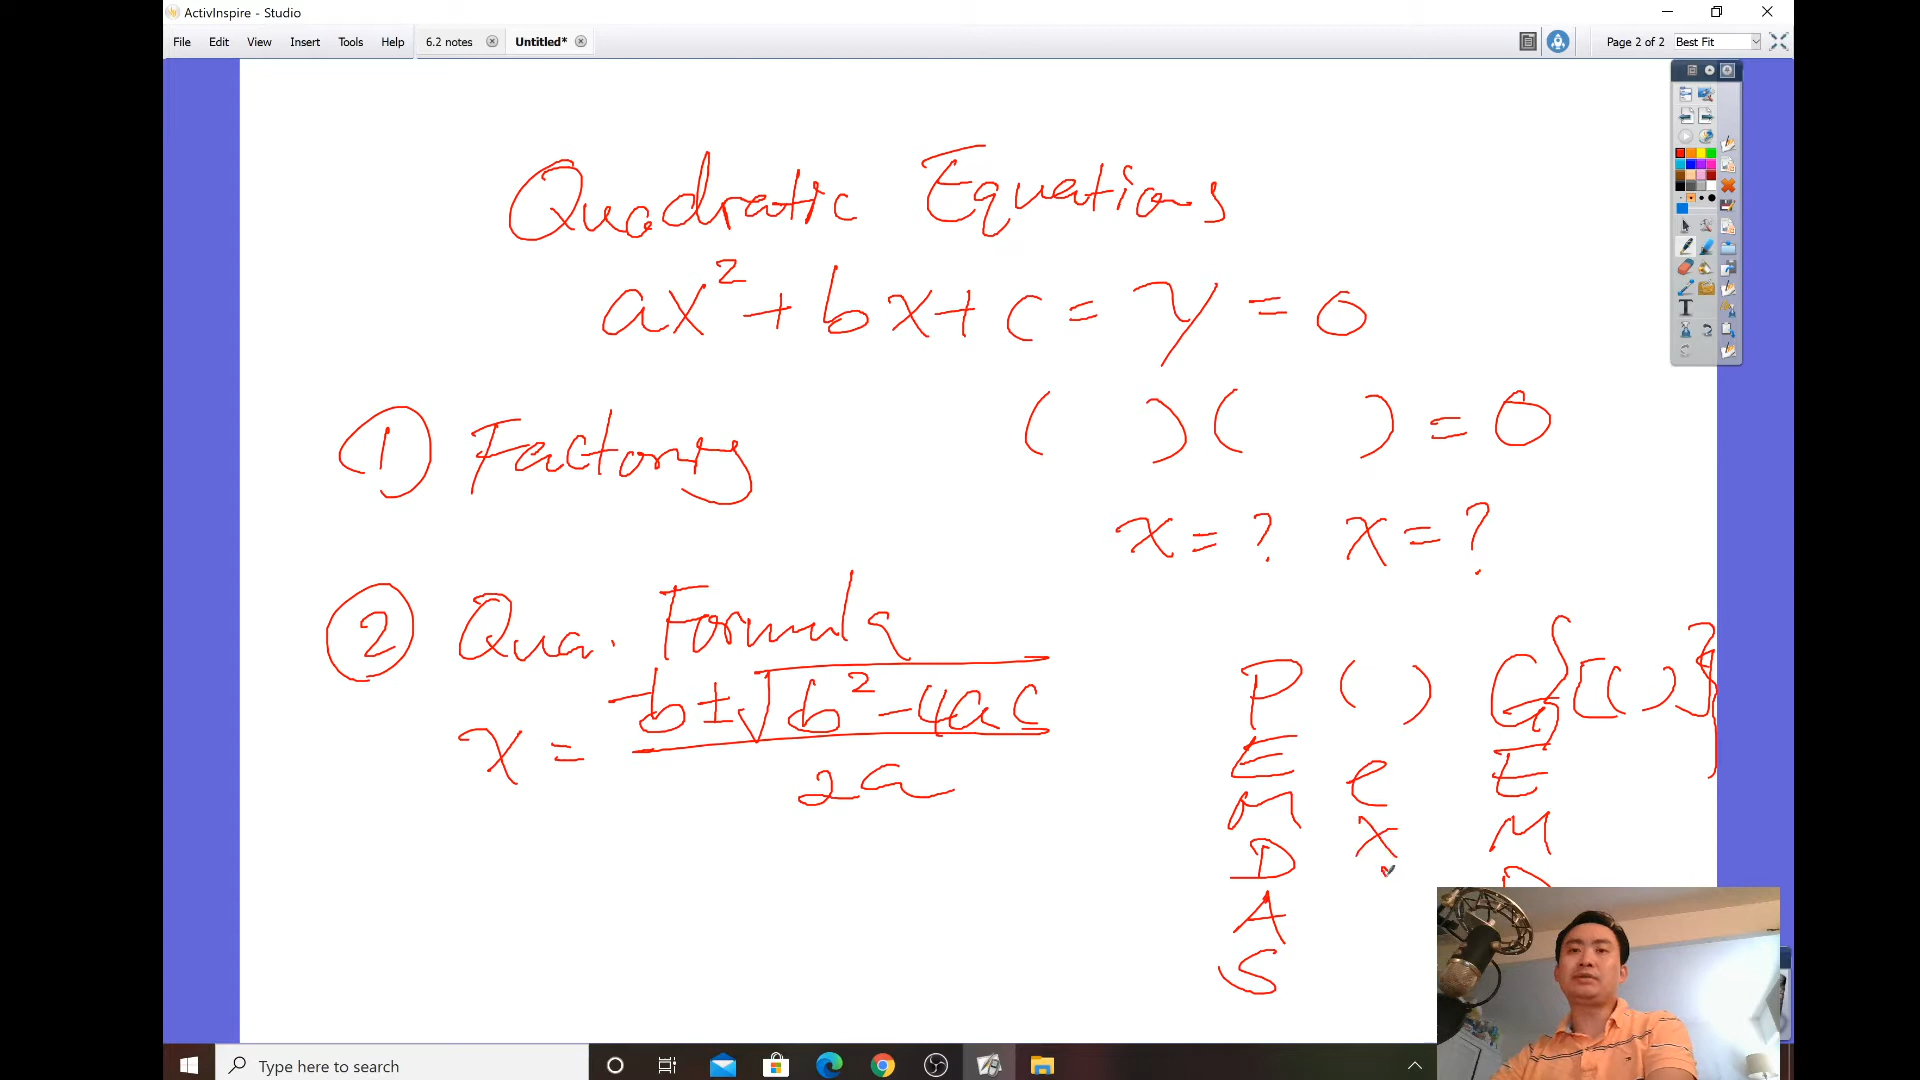 ActivInspire - Studio
File Edit View Insert Tools Help 6.2 notes Untitled* Page 2 of 2 Best Fit
Quadratic Equations
ax² + bx + c = y = 0
① Factoring ( )( ) = 0
x = ? x = ?
② Qua. Formula
x = -b±√b²-4ac
2a
P ( ) G {[( )]}
E e E
M X M
D D
A
S
Type here to search